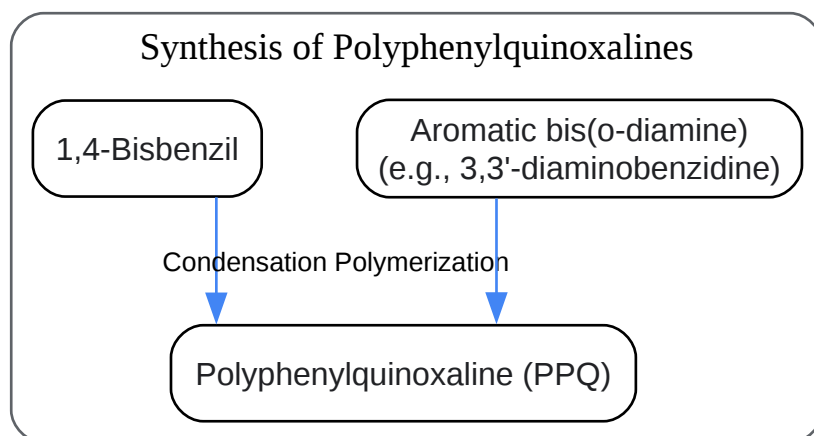 Synthesis of Polyphenylquinoxalines
1,4-Bisbenzil
Aromatic bis(o-diamine)
(e.g., 3,3'-diaminobenzidine)
Condensation Polymerization
Polyphenylquinoxaline (PPQ)